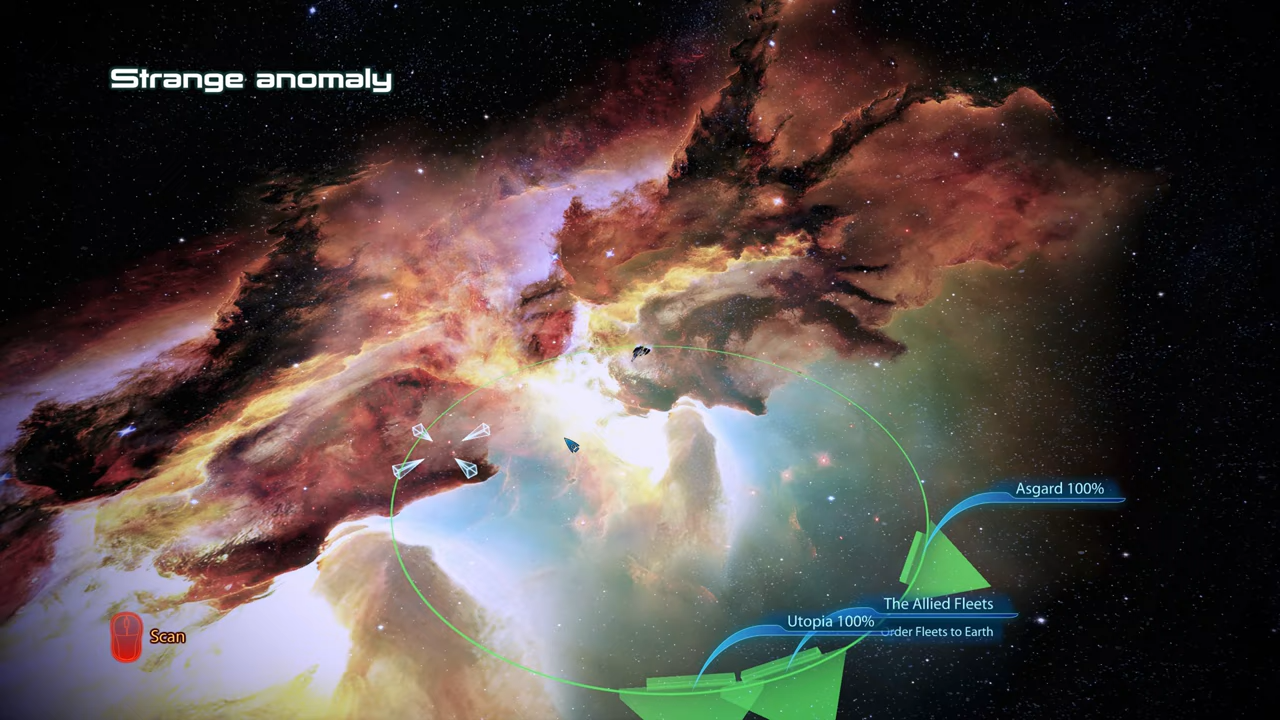 Strange anomaly
Asgard 100%
The Allied Fleets
Utopia 100%
Order Fleets to Earth
Scan